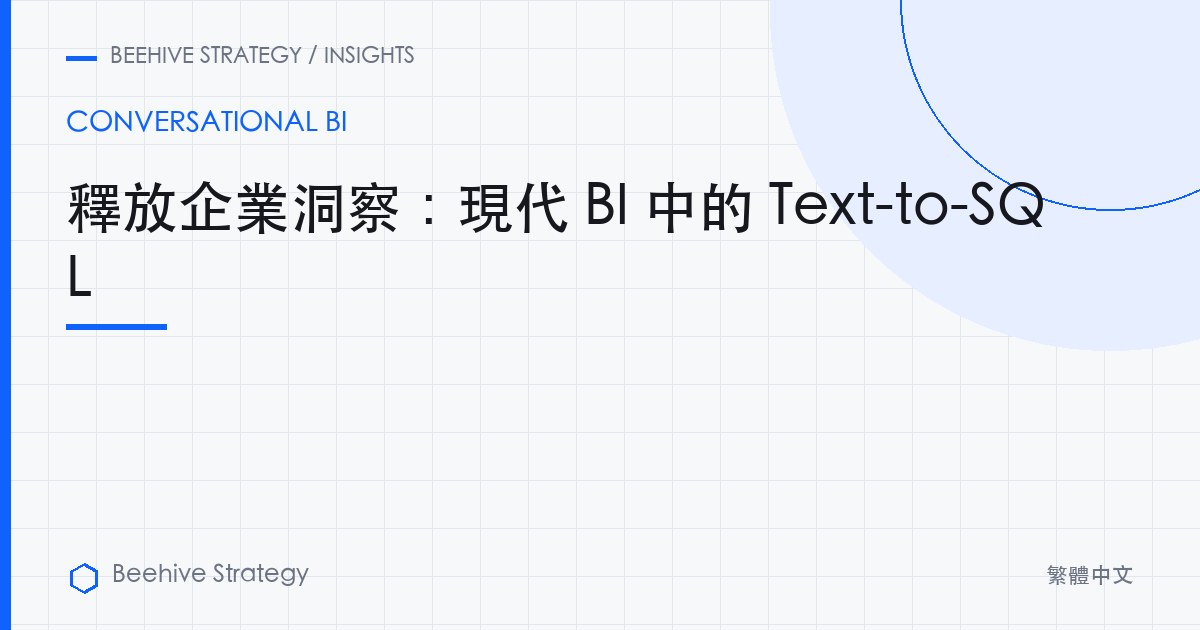 BEEHIVE STRATEGY / INSIGHTS
CONVERSATIONAL BI
釋放企業洞察：現代 BI 中的 Text-to-SQ
L
Beehive Strategy
繁體中文